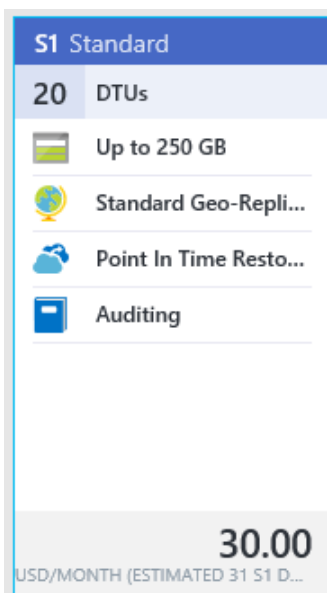 S1 Standard
20 DTUs
Up to 250 GB
Standard Geo-Repli...
Point In Time Resto...
Auditing
30.00
USD/MONTH (ESTIMATED 31 S1 D...